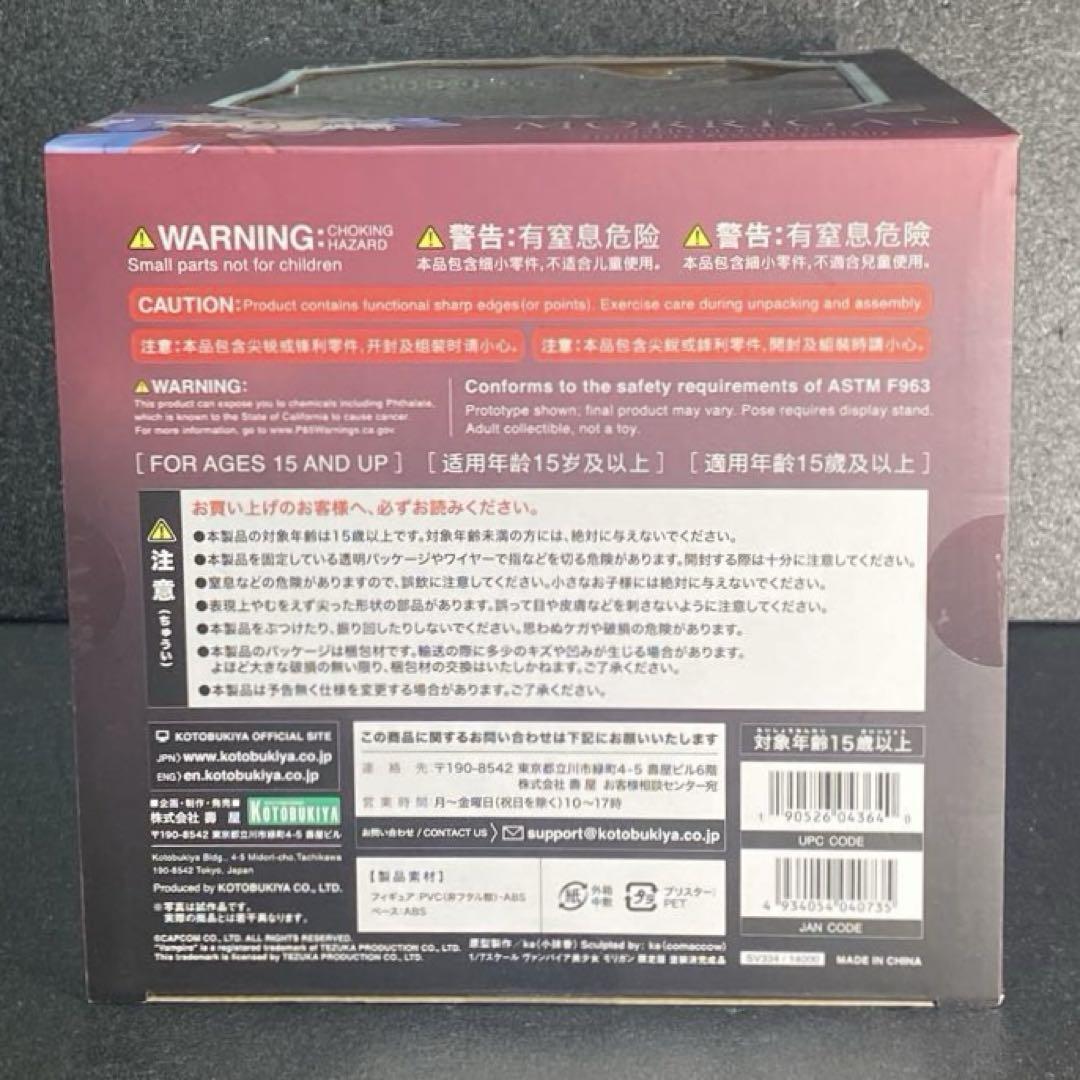 MORRIGAN
⚠WARNING: CHOKING HAZARD
Small parts not for children
⚠警告:有窒息危险
本品包含细小零件,不适合儿童使用。
⚠警告:有窒息危險
本品包含細小零件,不適合兒童使用。
CAUTION: Product contains functional sharp edges(or points). Exercise care during unpacking and assembly.
注意:本品包含尖锐或锋利零件,开封及组装时请小心。
注意:本品包含尖銳或鋒利零件,開封及組裝時請小心。
⚠WARNING:
This product can expose you to chemicals including Phthalate,
which is known to the State of California to cause cancer.
For more information, go to www.P65Warnings.ca.gov
Conforms to the safety requirements of ASTM F963
Prototype shown; final product may vary. Pose requires display stand.
Adult collectible, not a toy.
[FOR AGES 15 AND UP]
[适用年龄15岁及以上]
[適用年齡15歲及以上]
⚠注意(ちゅうい)
お買い上げのお客様へ、必ずお読みください。
●本製品の対象年齢は15歳以上です。対象年齢未満の方には、絶対に与えないでください。
●本製品を固定している透明パッケージやワイヤーで指などを切る危険があります。開封する際は十分に注意してください。
●窒息などの危険がありますので、誤飲に注意してください。小さなお子様には絶対に与えないでください。
●表現上やむをえず尖った形状の部品があります。誤って目や皮膚などを刺さないように注意してください。
●本製品をぶつけたり、振り回したりしないでください。思わぬケガや破損の危険があります。
●本製品のパッケージは梱包材です。輸送の際に多少のキズや凹みが生じる場合があります。
よほど大きな破損の無い限り、梱包材の交換はいたしかねます。ご了承ください。
●本製品は予告無く仕様を変更する場合があります。ご了承ください。
KOTOBUKIYA OFFICIAL SITE
JPN〉www.kotobukiya.co.jp
ENG〉en.kotobukiya.co.jp
■企画・制作・発売■
株式会社 壽 屋
KOTOBUKIYA
〒190-8542 東京都立川市緑町4-5 壽屋ビル
Kotobukiya Bldg., 4-5 Midori-cho,Tachikawa
190-8542 Tokyo, Japan
Produced by KOTOBUKIYA CO., LTD.
※写真は試作品です。
実際の商品とは若干異なります。
この商品に関するお問い合わせは下記にお願いいたします
連 絡 先:〒190-8542 東京都立川市緑町4-5 壽屋ビル6階
株式会社 壽 屋 お客様相談センター宛
営業時間:月〜金曜日(祝日を除く)10〜17時
お問い合わせ / CONTACT US 〉 support@kotobukiya.co.jp
【製品素材】
フィギュア:PVC(非フタル酸)・ABS
ベース:ABS
紙 外箱 中敷
プラ ブリスター:PET
対象年齢15歳以上
1 90526 04364 0
UPC CODE
4 934054 040735
JAN CODE
©CAPCOM CO., LTD. ALL RIGHTS RESERVED.
"Vampire" is a registered trademark of TEZUKA PRODUCTION CO., LTD.
This trademark is licensed by TEZUKA PRODUCTION CO., LTD.
原型製作/ke(小抹香) Sculpted by: ke(comaccow)
1/7スケール ヴァンパイア美少女 モリガン 限定版 塗装済完成品
SV334 / 14000
MADE IN CHINA